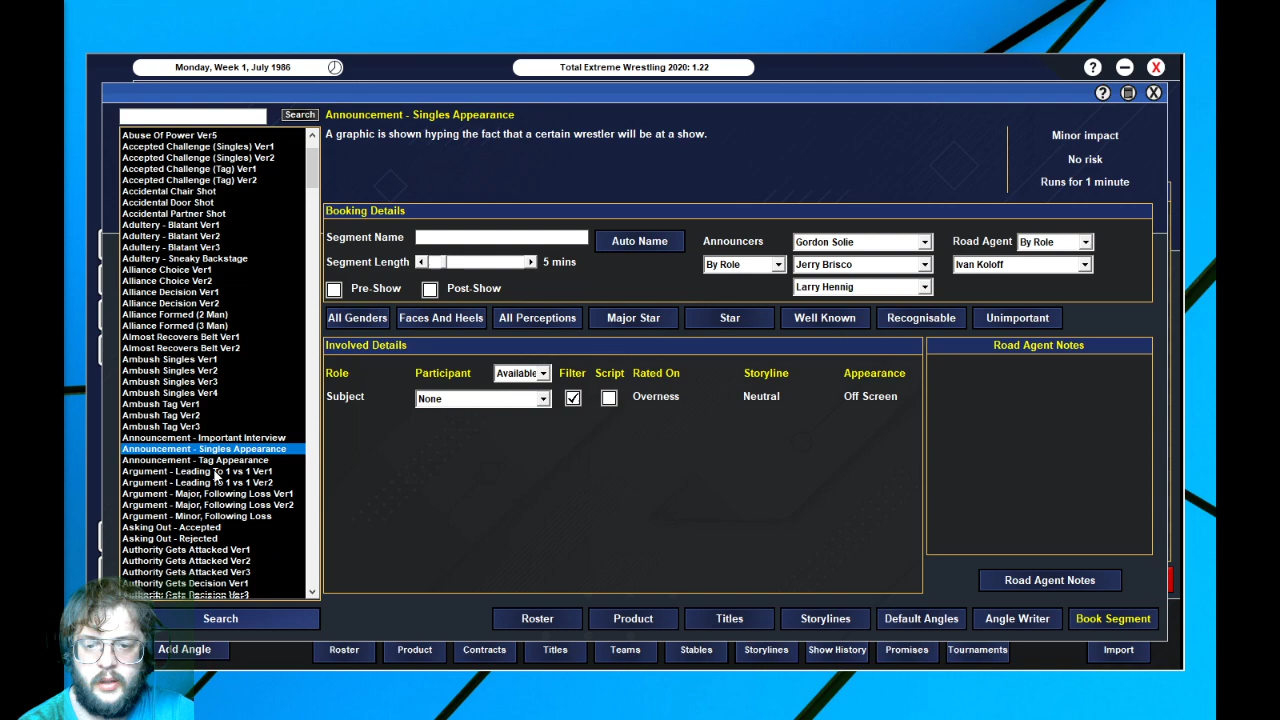 Monday, Week 1, July 1986
Total Extreme Wrestling 2020: 1.22
?
X
?
X
Search
Abuse Of Power Ver5
Accepted Challenge (Singles) Ver1
Accepted Challenge (Singles) Ver2
Accepted Challenge (Tag) Ver1
Accepted Challenge (Tag) Ver2
Accidental Chair Shot
Accidental Door Shot
Accidental Partner Shot
Adultery - Blatant Ver1
Adultery - Blatant Ver2
Adultery - Blatant Ver3
Adultery - Sneaky Backstage
Alliance Choice Ver1
Alliance Choice Ver2
Alliance Decision Ver1
Alliance Decision Ver2
Alliance Formed (2 Man)
Alliance Formed (3 Man)
Almost Recovers Belt Ver1
Almost Recovers Belt Ver2
Ambush Singles Ver1
Ambush Singles Ver2
Ambush Singles Ver3
Ambush Singles Ver4
Ambush Tag Ver1
Ambush Tag Ver2
Ambush Tag Ver3
Announcement - Important Interview
Announcement - Singles Appearance
Announcement - Tag Appearance
Argument - Leading To 1 vs 1 Ver1
Argument - Leading To 1 vs 1 Ver2
Argument - Major, Following Loss Ver1
Argument - Major, Following Loss Ver2
Argument - Minor, Following Loss
Asking Out - Accepted
Asking Out - Rejected
Authority Gets Attacked Ver1
Authority Gets Attacked Ver2
Authority Gets Attacked Ver3
Authority Gets Decision Ver1
Authority Gets Decision Ver3
Search
Announcement - Singles Appearance
A graphic is shown hyping the fact that a certain wrestler will be at a show.
Minor impact
No risk
Runs for 1 minute
Booking Details
Segment Name
Auto Name
Announcers
Gordon Solie
Road Agent
By Role
Segment Length
5 mins
By Role
Jerry Brisco
Ivan Koloff
Pre-Show
Post-Show
Larry Hennig
All Genders
Faces And Heels
All Perceptions
Major Star
Star
Well Known
Recognisable
Unimportant
Involved Details
Road Agent Notes
Role
Participant
Available
Filter
Script
Rated On
Storyline
Appearance
Subject
None
Overness
Neutral
Off Screen
Road Agent Notes
Roster
Product
Titles
Storylines
Default Angles
Angle Writer
Book Segment
Add Angle
Roster
Product
Contracts
Titles
Teams
Stables
Storylines
Show History
Promises
Tournaments
Import